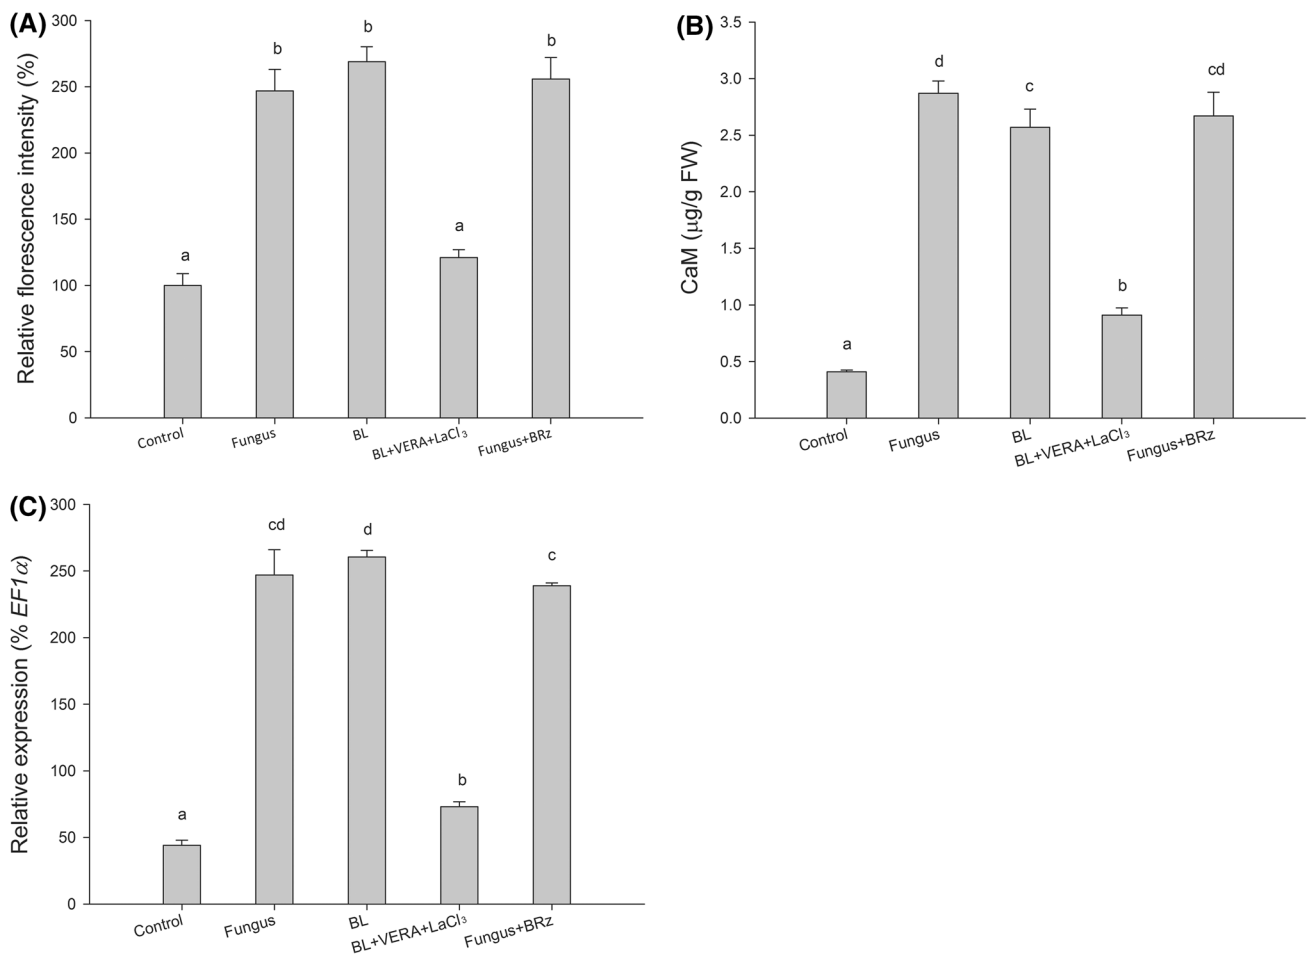 (A)
Relative florescence intensity (%)
300
250
200
150
100
50
0
a
b
b
a
b
Control
Fungus
BL
BL+VERA+LaCl₃
Fungus+BRz
(B)
CaM (µg/g FW)
3.5
3.0
2.5
2.0
1.5
1.0
0.5
0.0
a
d
c
b
cd
Control
Fungus
BL
BL+VERA+LaCl₃
Fungus+BRz
(C)
Relative expression (% EF1α)
300
250
200
150
100
50
0
a
cd
d
b
c
Control
Fungus
BL
BL+VERA+LaCl₃
Fungus+BRz